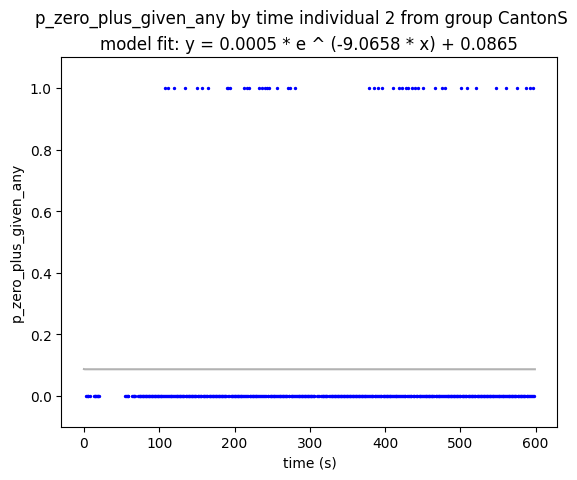 p_zero_plus_given_any by time individual 2 from group CantonS
model fit: y = 0.0005 * e ^ (-9.0658 * x) + 0.0865
1.0
0.8
0.6
0.4
0.2
0.0
p_zero_plus_given_any
0 100 200 300 400 500 600
time (s)